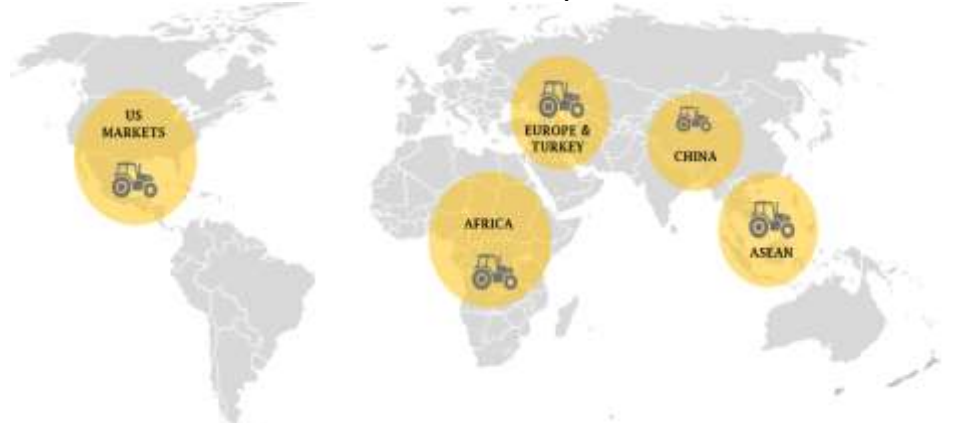 US
MARKETS
EUROPE &
TURKEY
CHINA
AFRICA
ASEAN